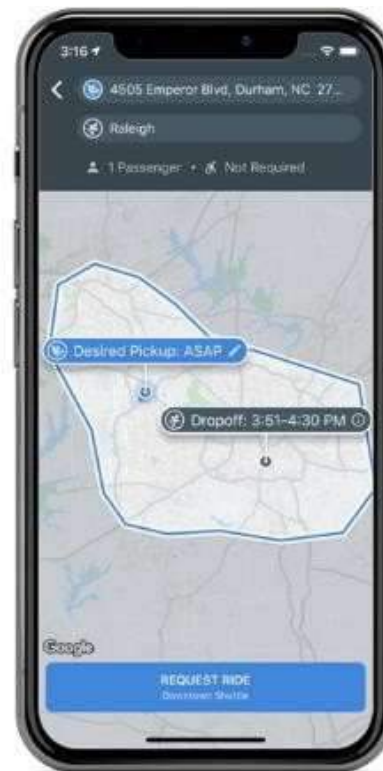 3:16
4505 Emperor Blvd, Durham, NC 27...
Raleigh
1 Passenger • Not Required
Desired Pickup: ASAP
Dropoff: 3:51–4:30 PM
Google
REQUEST RIDE
Downtown Shuttle